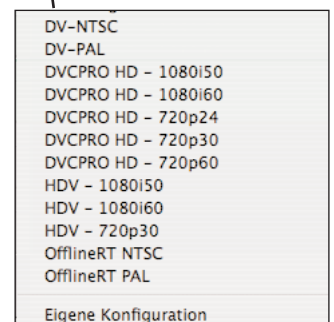 DV-NTSC
DV-PAL
DVCPRO HD - 1080i50
DVCPRO HD - 1080i60
DVCPRO HD - 720p24
DVCPRO HD - 720p30
DVCPRO HD - 720p60
HDV - 1080i50
HDV - 1080i60
HDV - 720p30
OfflineRT NTSC
OfflineRT PAL
Eigene Konfiguration